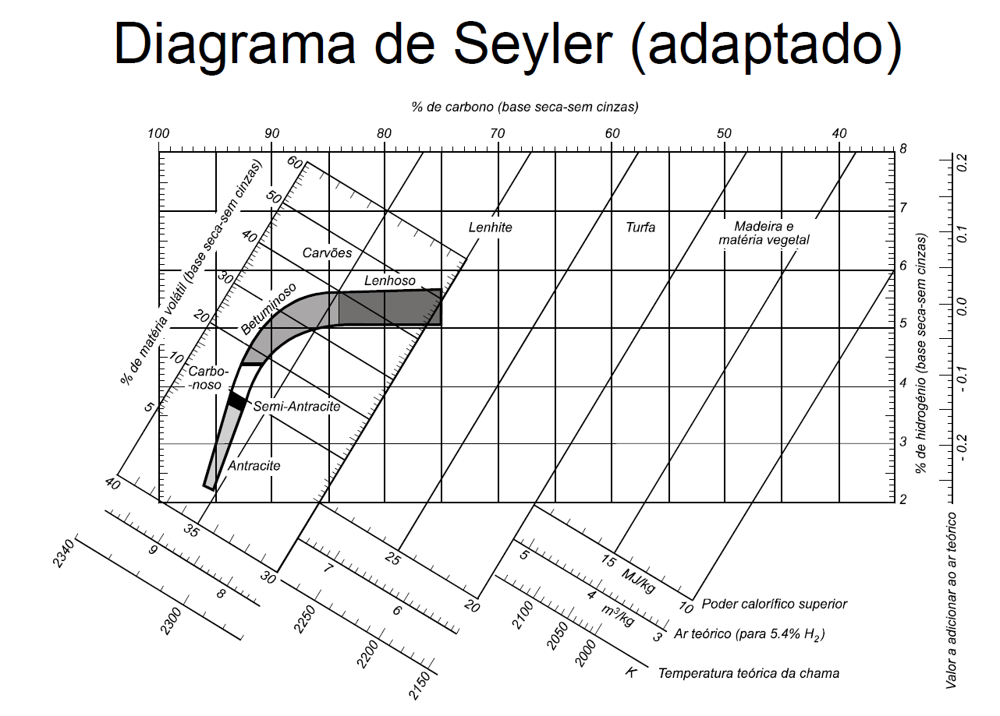 Diagrama de Seyler (adaptado)
% de carbono (base seca-sem cinzas)
100 90 80 70 60 50 40
8
7
6
5
4
3
2
% de hidrogénio (base seca-sem cinzas)
0.2
0.1
0.0
- 0.1
- 0.2
Valor a adicionar ao ar teórico
% de matéria volátil (base seca-sem cinzas)
60
50
40
30
20
10
5
Carvões
Lenhoso
Betuminoso
Carbo-
-noso
Semi-Antracite
Antracite
Lenhite
Turfa
Madeira e
matéria vegetal
40 35 30 25 20 15 10
MJ/kg
Poder calorífico superior
9 8 7 6 5 4 3
m³/kg
Ar teórico (para 5.4% H₂)
2340 2300 2250 2200 2150 2100 2050 2000
K
Temperatura teórica da chama